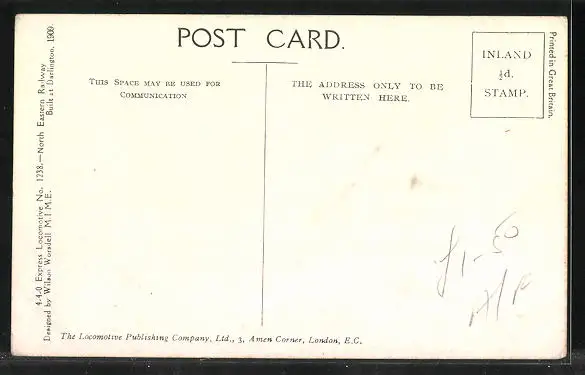 POST CARD.
THIS SPACE MAY BE USED FOR
COMMUNICATION
THE ADDRESS ONLY TO BE
WRITTEN HERE.
INLAND
½d.
STAMP.
Printed in Great Britain.
4-4-0 Express Locomotive No. 1238.—North Eastern Railway
Designed by Wilson Worsdell M.I.M.E. Built at Darlington, 1909.
The Locomotive Publishing Company, Ltd., 3, Amen Corner, London, E.C.